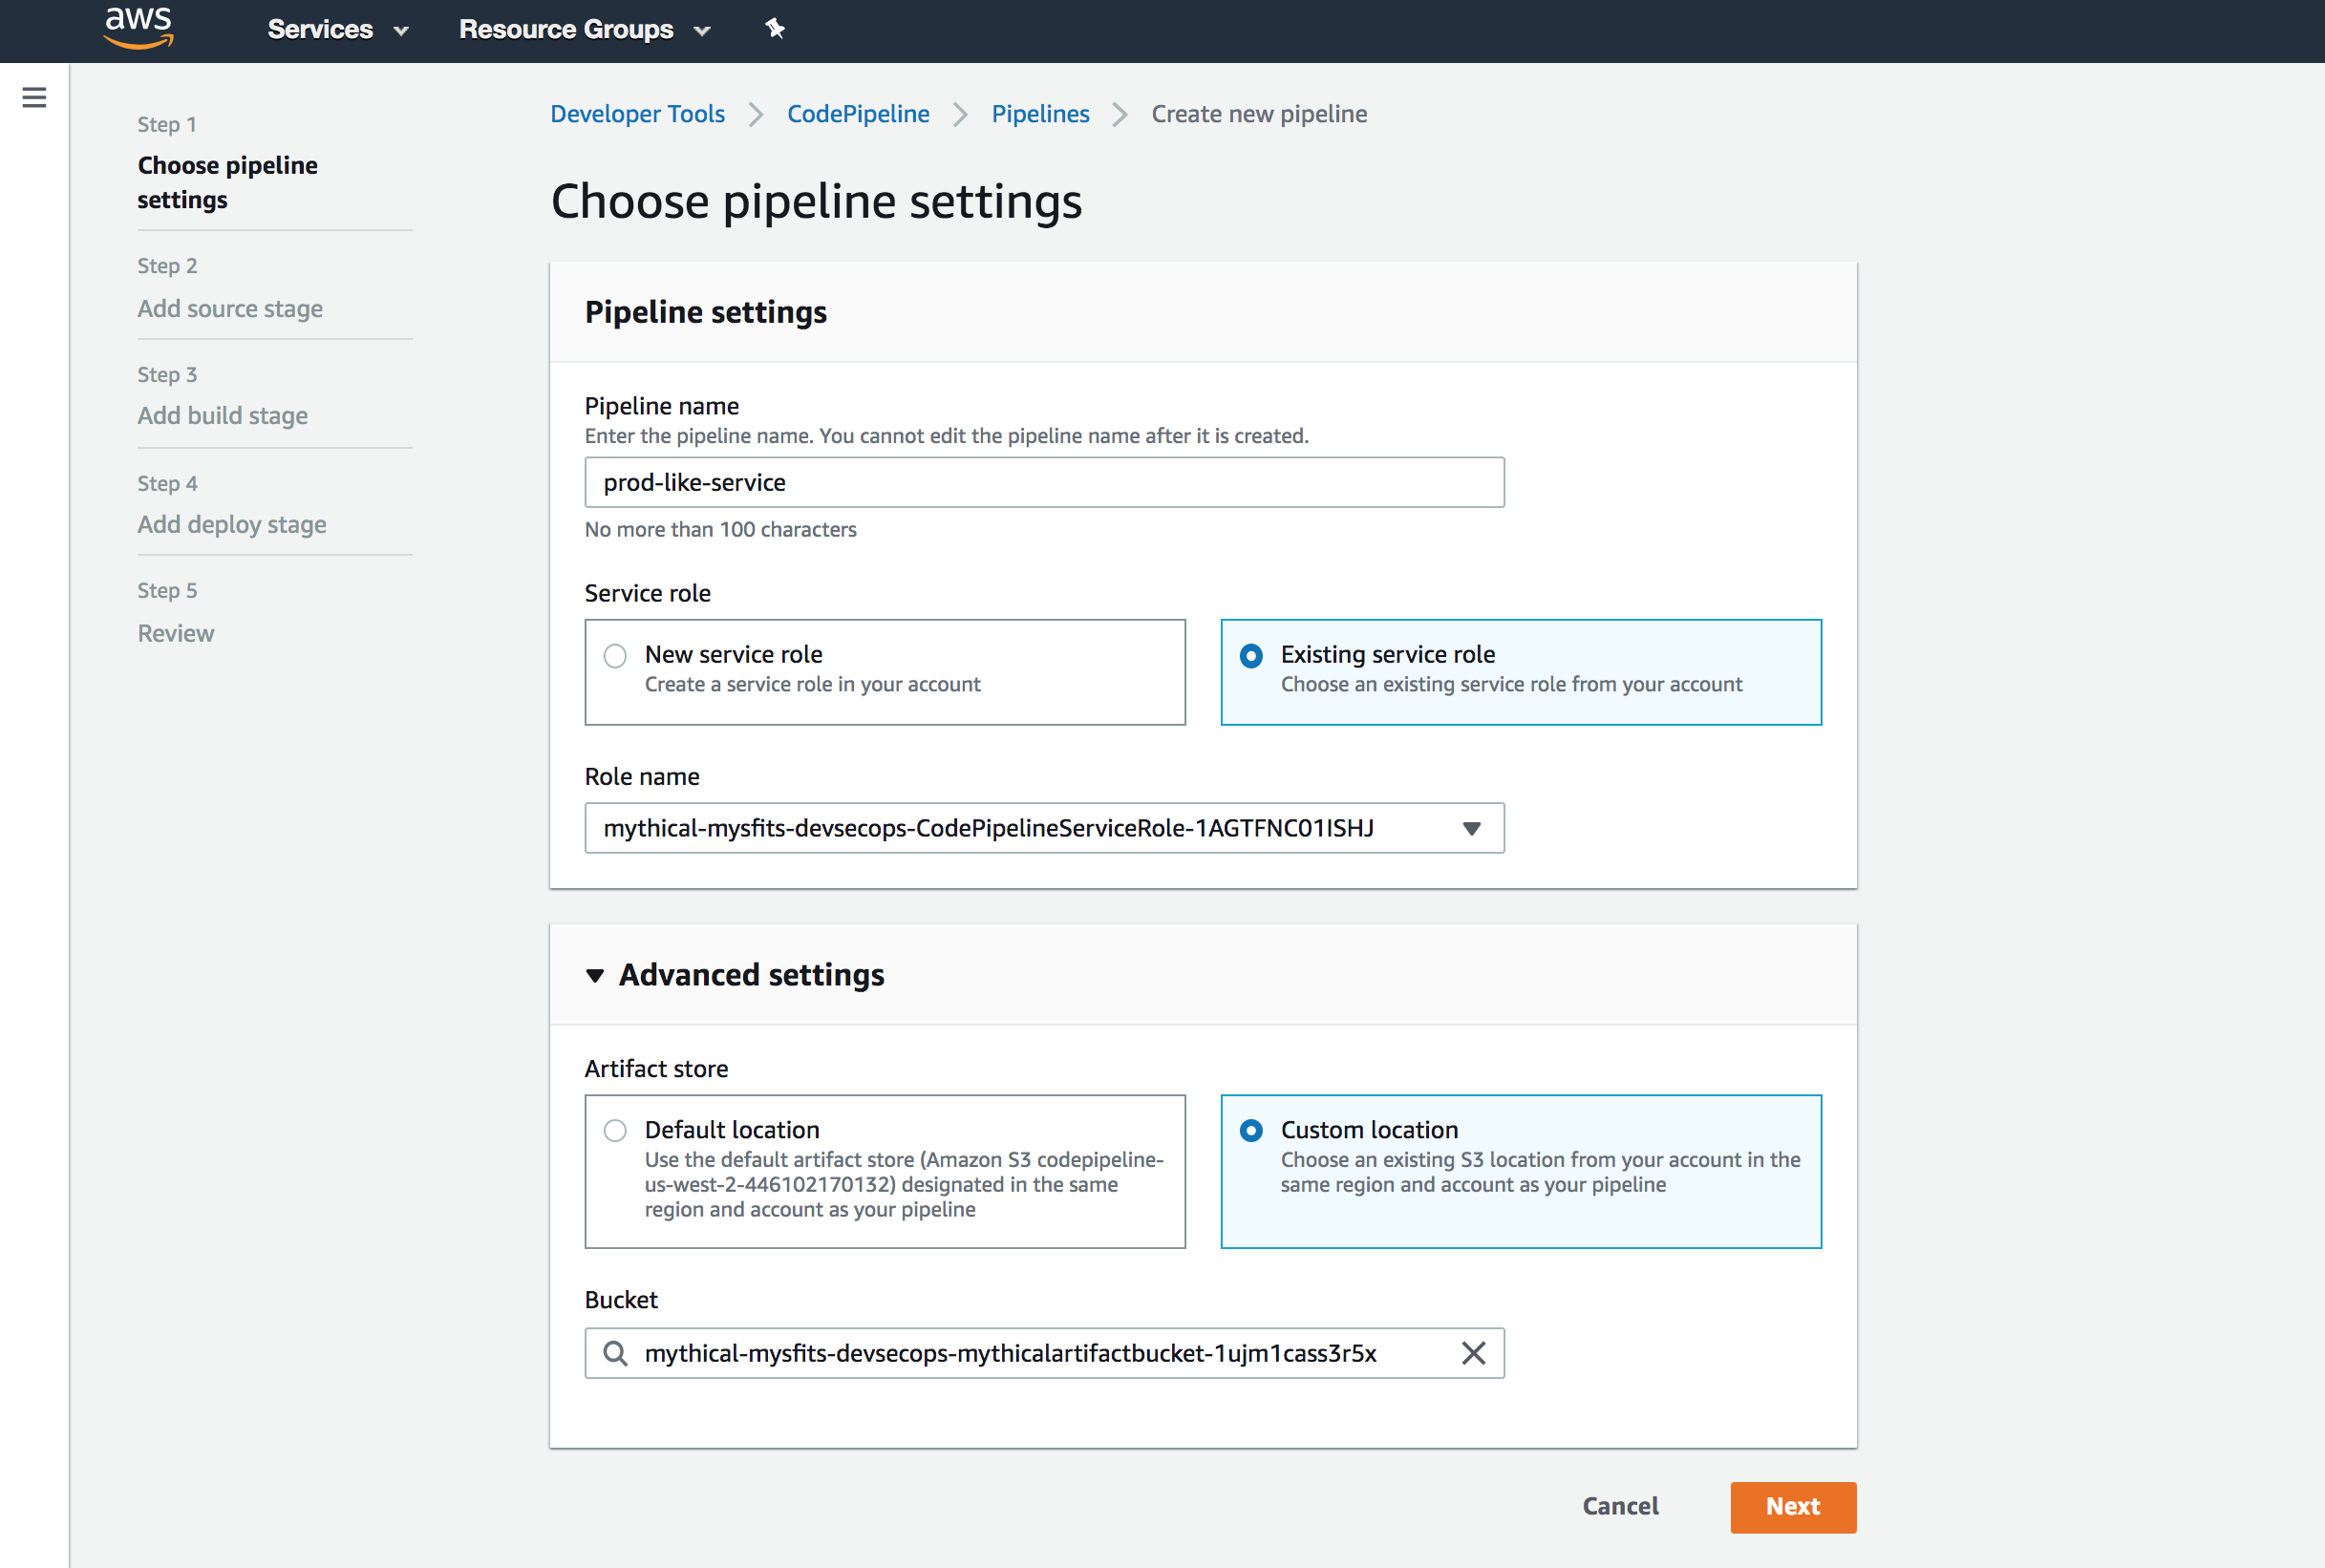 aws
Services
Resource Groups
Step 1
Choose pipeline
settings
Step 2
Add source stage
Step 3
Add build stage
Step 4
Add deploy stage
Step 5
Review
Developer Tools
CodePipeline
Pipelines
Create new pipeline
Choose pipeline settings
Pipeline settings
Pipeline name
Enter the pipeline name. You cannot edit the pipeline name after it is created.
prod-like-service
No more than 100 characters
Service role
New service role
Create a service role in your account
Existing service role
Choose an existing service role from your account
Role name
mythical-mysfits-devsecops-CodePipelineServiceRole-1AGTFNC01ISHJ
Advanced settings
Artifact store
Default location
Use the default artifact store (Amazon S3 codepipeline-
us-west-2-446102170132) designated in the same
region and account as your pipeline
Custom location
Choose an existing S3 location from your account in the
same region and account as your pipeline
Bucket
mythical-mysfits-devsecops-mythicalartifactbucket-1ujm1cass3r5x
Cancel
Next